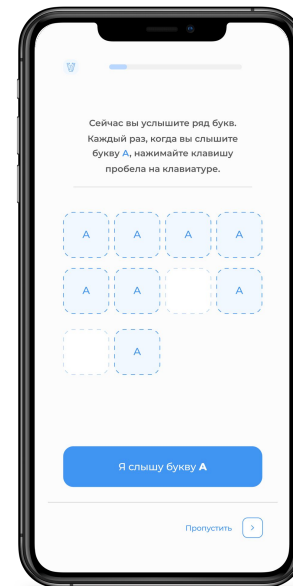 Сейчас вы услышите ряд букв.
Каждый раз, когда вы слышите
букву А, нажимайте клавишу
пробела на клавиатуре.
А А А А
А А А
А
Я слышу букву А
Пропустить